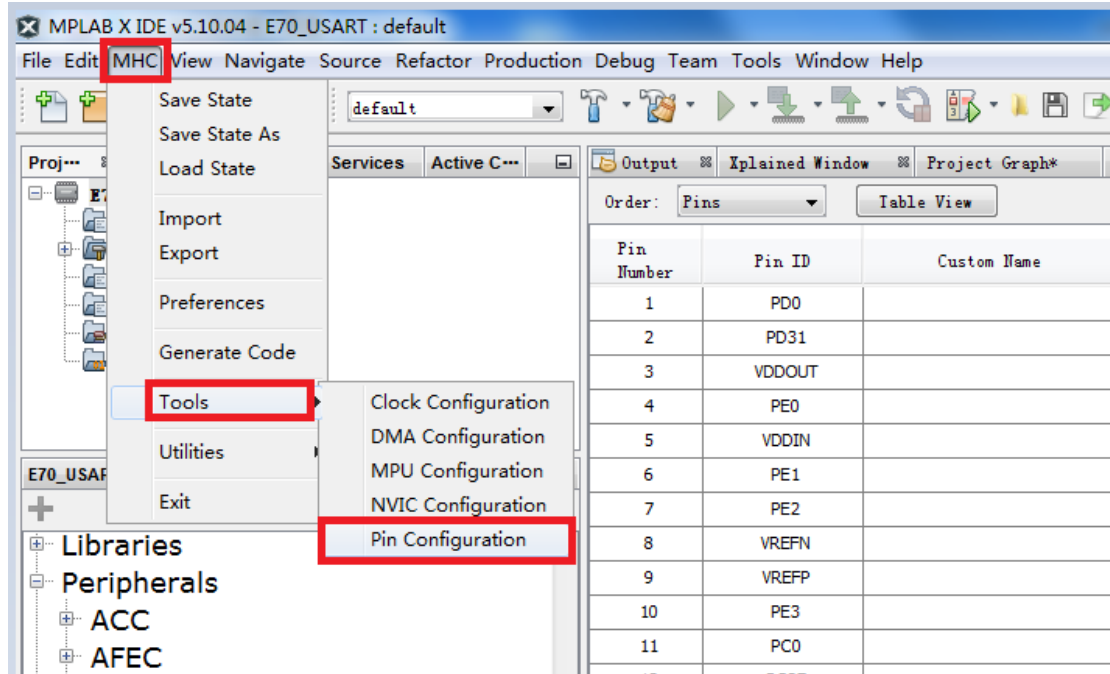 MPLAB X IDE v5.10.04 - E70_USART : default
File Edit MHC View Navigate Source Refactor Production Debug Team Tools Window Help
default
Save State
Save State As
Load State
Import
Export
Preferences
Generate Code
Tools
Utilities
Exit
Clock Configuration
DMA Configuration
MPU Configuration
NVIC Configuration
Pin Configuration
Proj··· Services Active C···
E70_USAR
Libraries
Peripherals
ACC
AFEC
Output Xplained Window Project Graph*
Order: Pins Table View
Pin Number Pin ID Custom Name
1 PD0
2 PD31
3 VDDOUT
4 PE0
5 VDDIN
6 PE1
7 PE2
8 VREFN
9 VREFP
10 PE3
11 PC0